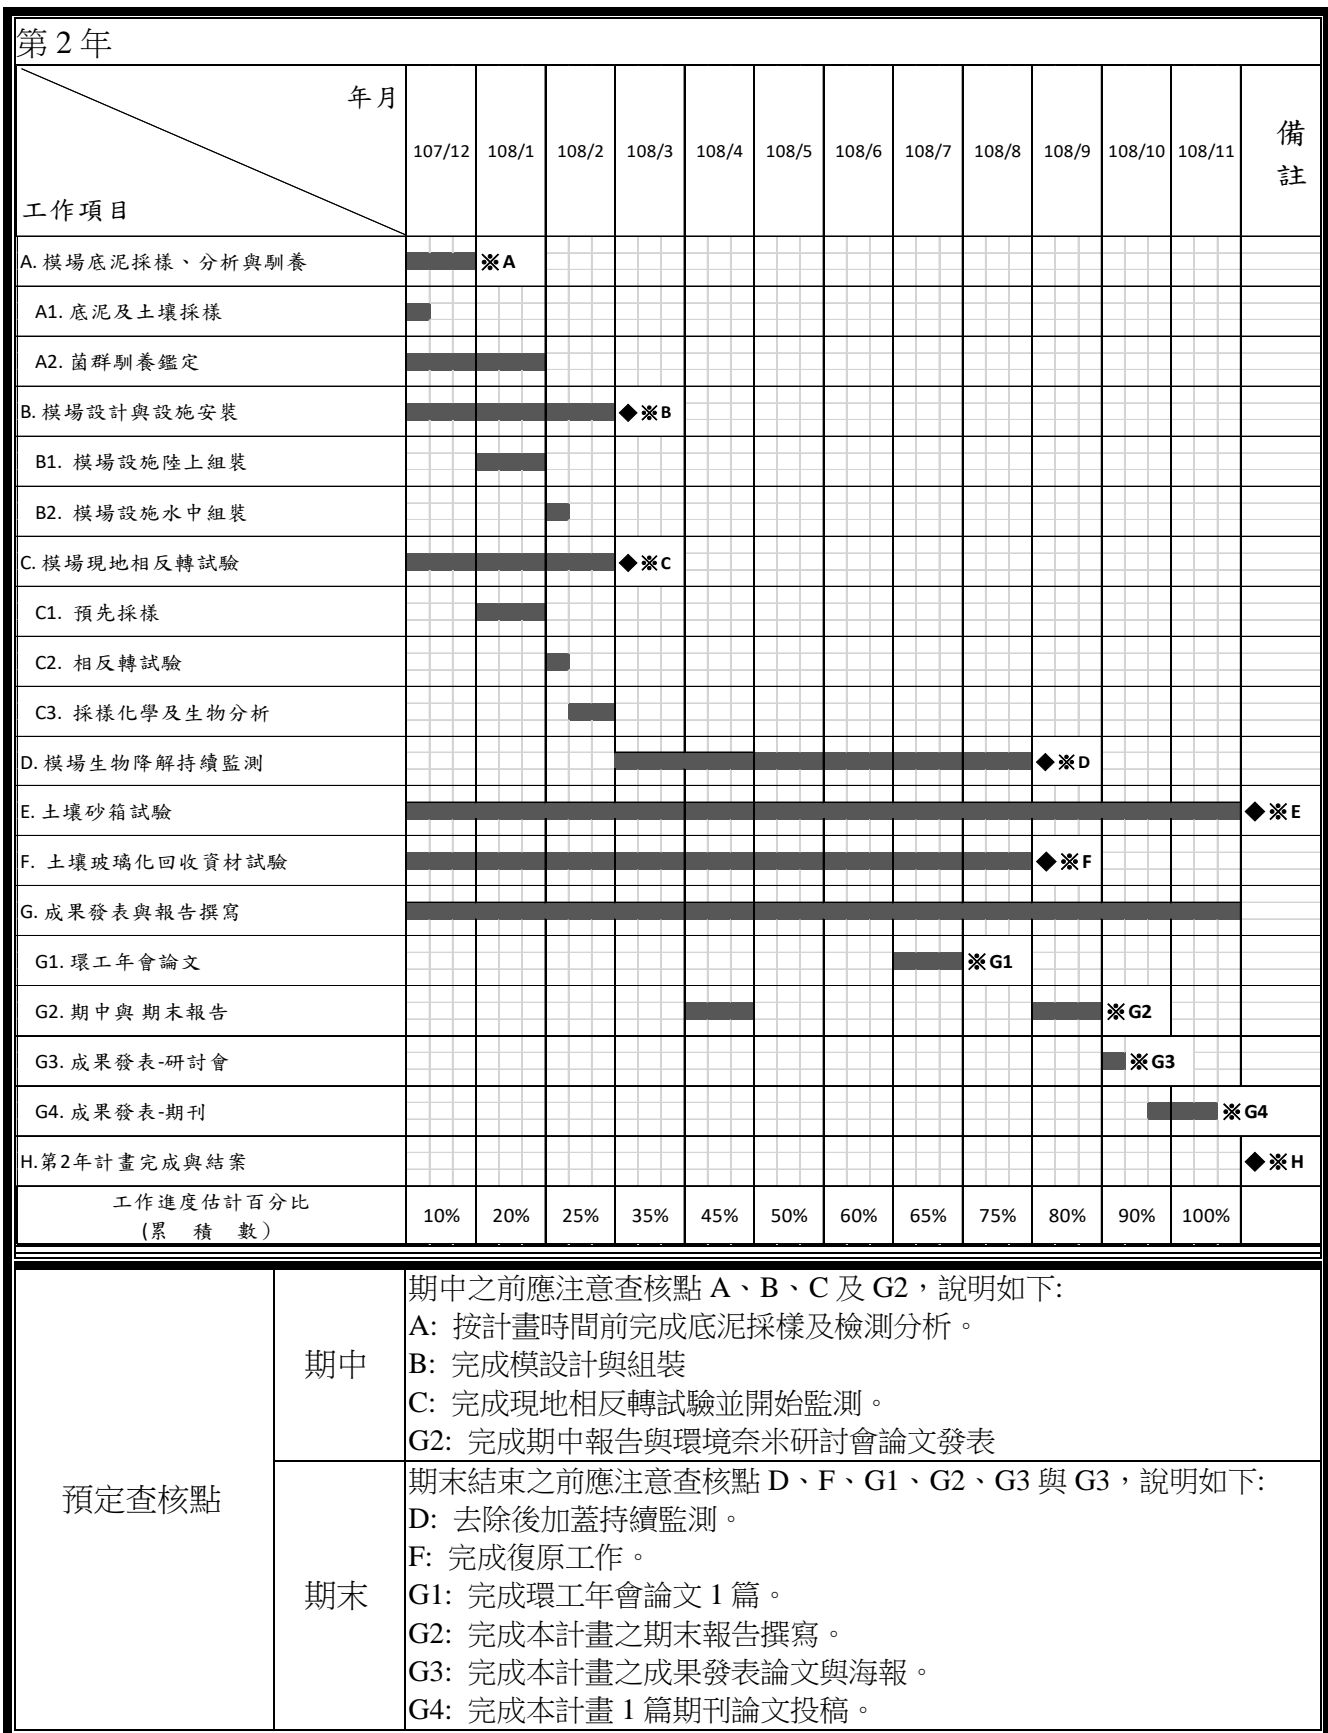 第 2 年
年月
107/12 108/1 108/2 108/3 108/4 108/5 108/6 108/7 108/8 108/9 108/10 108/11
備
註
工作項目
A. 模場底泥採樣、分析與馴養 ※A
A1. 底泥及土壤採樣
A2. 菌群馴養鑑定
B. 模場設計與設施安裝 ◆※B
B1. 模場設施陸上組裝
B2. 模場設施水中組裝
C. 模場現地相反轉試驗 ◆※C
C1. 預先採樣
C2. 相反轉試驗
C3. 採樣化學及生物分析
D. 模場生物降解持續監測 ◆※D
E. 土壤砂箱試驗 ◆※E
F. 土壤玻璃化回收資材試驗 ◆※F
G. 成果發表與報告撰寫
G1. 環工年會論文 ※G1
G2. 期中與 期末報告 ※G2
G3. 成果發表-研討會 ※G3
G4. 成果發表-期刊 ※G4
H.第2年計畫完成與結案 ◆※H
工作進度估計百分比
(累 積 數）
10% 20% 25% 35% 45% 50% 60% 65% 75% 80% 90% 100%
預定查核點
期中
期中之前應注意查核點 A、B、C 及 G2，說明如下:
A: 按計畫時間前完成底泥採樣及檢測分析。
B: 完成模設計與組裝
C: 完成現地相反轉試驗並開始監測。
G2: 完成期中報告與環境奈米研討會論文發表
期末
期末結束之前應注意查核點 D、F、G1、G2、G3 與 G3，說明如下:
D: 去除後加蓋持續監測。
F: 完成復原工作。
G1: 完成環工年會論文 1 篇。
G2: 完成本計畫之期末報告撰寫。
G3: 完成本計畫之成果發表論文與海報。
G4: 完成本計畫 1 篇期刊論文投稿。